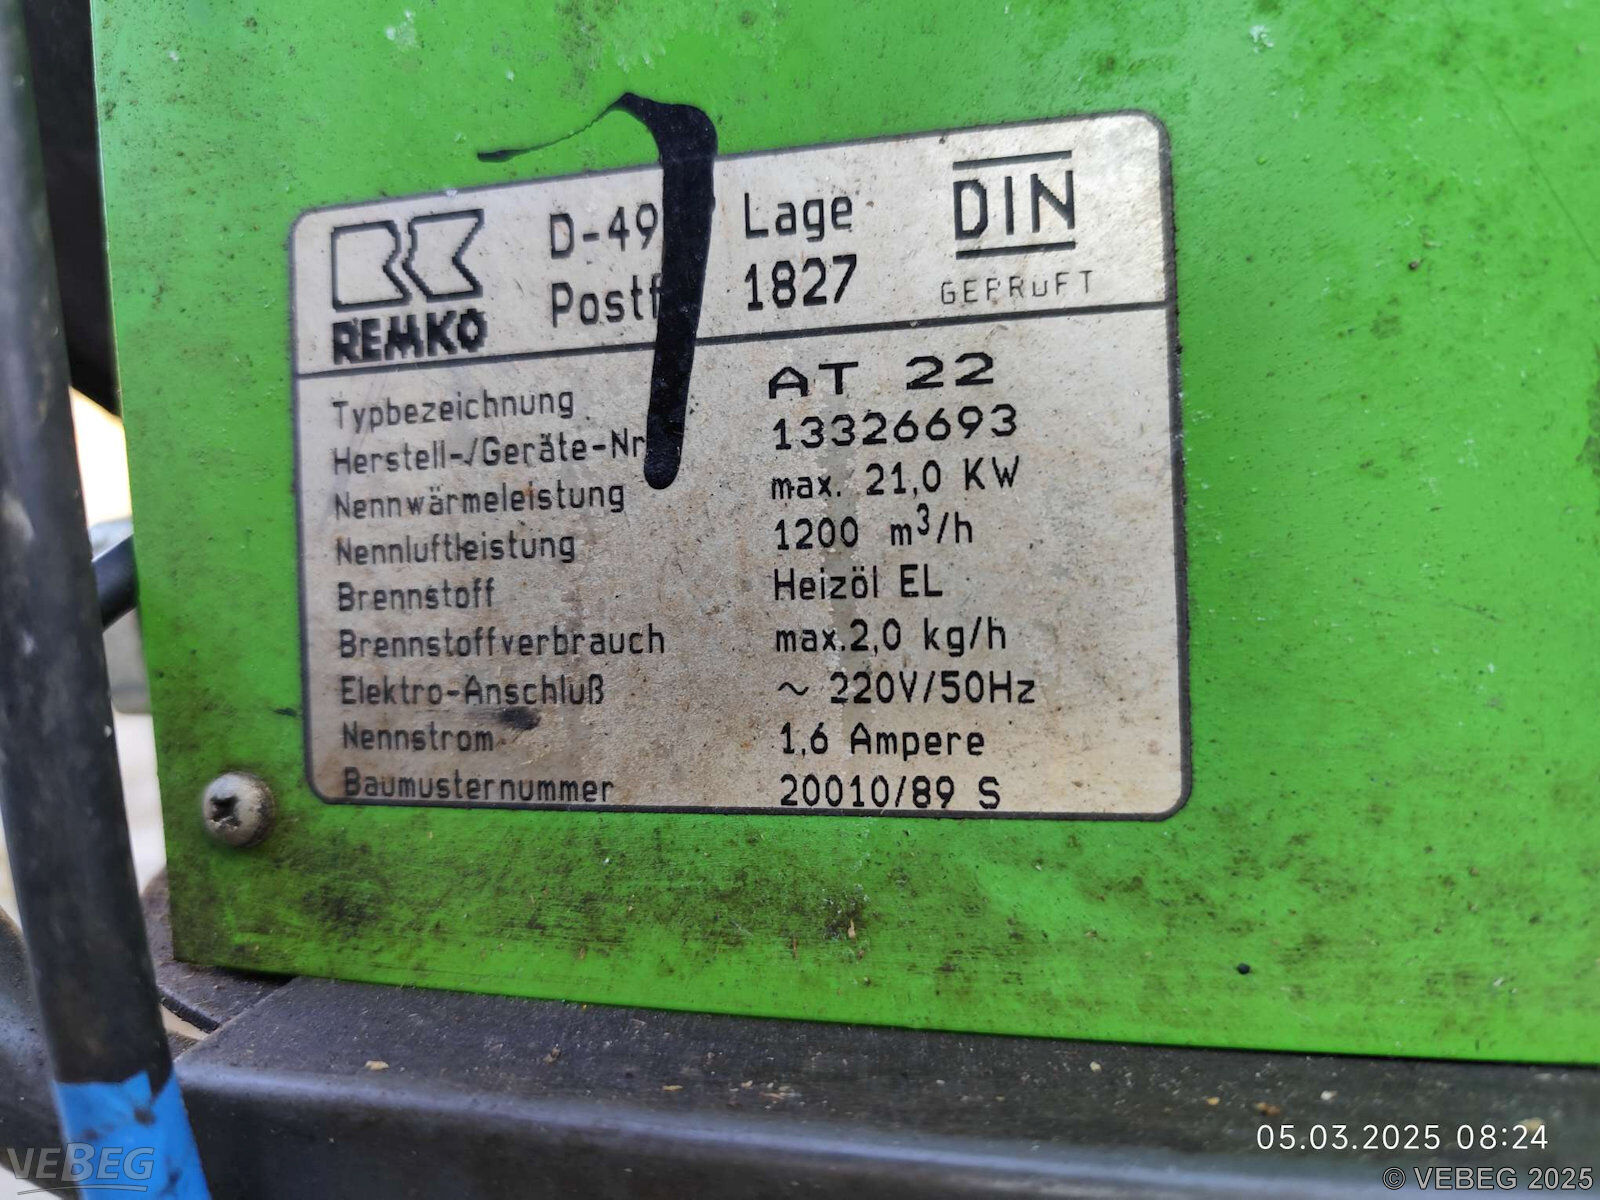 REMKO
D-49 Lage
Postf 1827
DIN
GEPRÜFT
Typbezeichnung AT 22
Herstell-/Geräte-Nr 13326693
Nennwärmeleistung max. 21,0 KW
Nennluftleistung 1200 m³/h
Brennstoff Heizöl EL
Brennstoffverbrauch max.2,0 kg/h
Elektro-Anschluß ~ 220V/50Hz
Nennstrom 1,6 Ampere
Baumusternummer 20010/89 S
05.03.2025 08:24
VEBEG
© VEBEG 2025